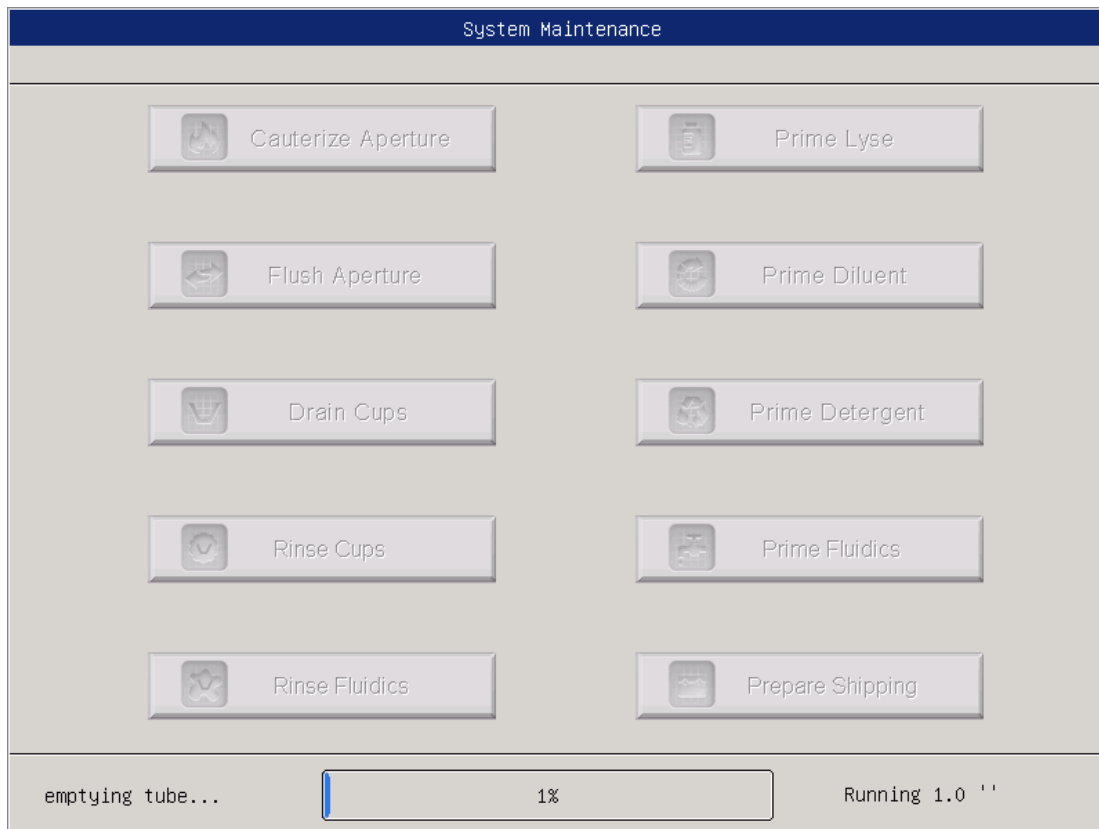 System Maintenance
Cauterize Aperture
Prime Lyse
Flush Aperture
Prime Diluent
Drain Cups
Prime Detergent
Rinse Cups
Prime Fluidics
Rinse Fluidics
Prepare Shipping
emptying tube...
1%
Running 1.0 ''